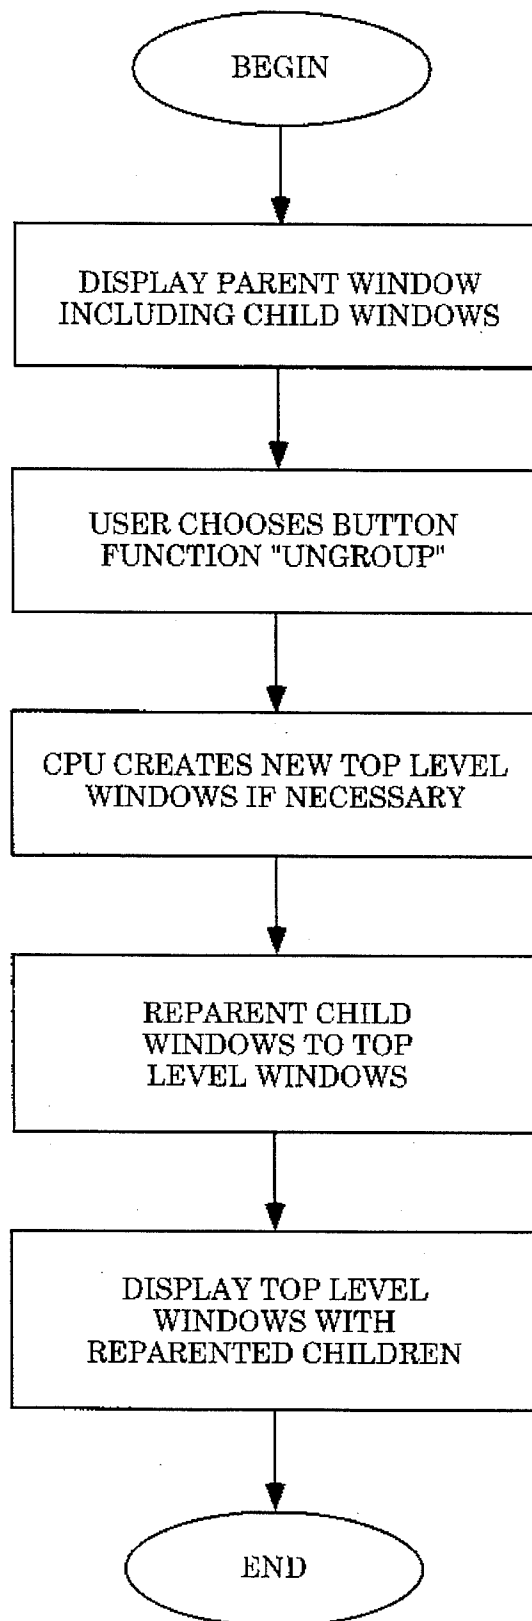 BEGIN
DISPLAY PARENT WINDOW
INCLUDING CHILD WINDOWS
USER CHOOSES BUTTON
FUNCTION "UNGROUP"
CPU CREATES NEW TOP LEVEL
WINDOWS IF NECESSARY
REPARENT CHILD
WINDOWS TO TOP
LEVEL WINDOWS
DISPLAY TOP LEVEL
WINDOWS WITH
REPARENTED CHILDREN
END